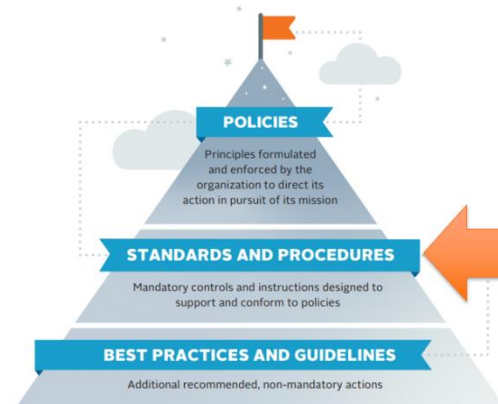 POLICIES
Principles formulated
and enforced by the
organization to direct its
action in pursuit of its mission
STANDARDS AND PROCEDURES
Mandatory controls and instructions designed to
support and conform to policies
BEST PRACTICES AND GUIDELINES
Additional recommended, non-mandatory actions